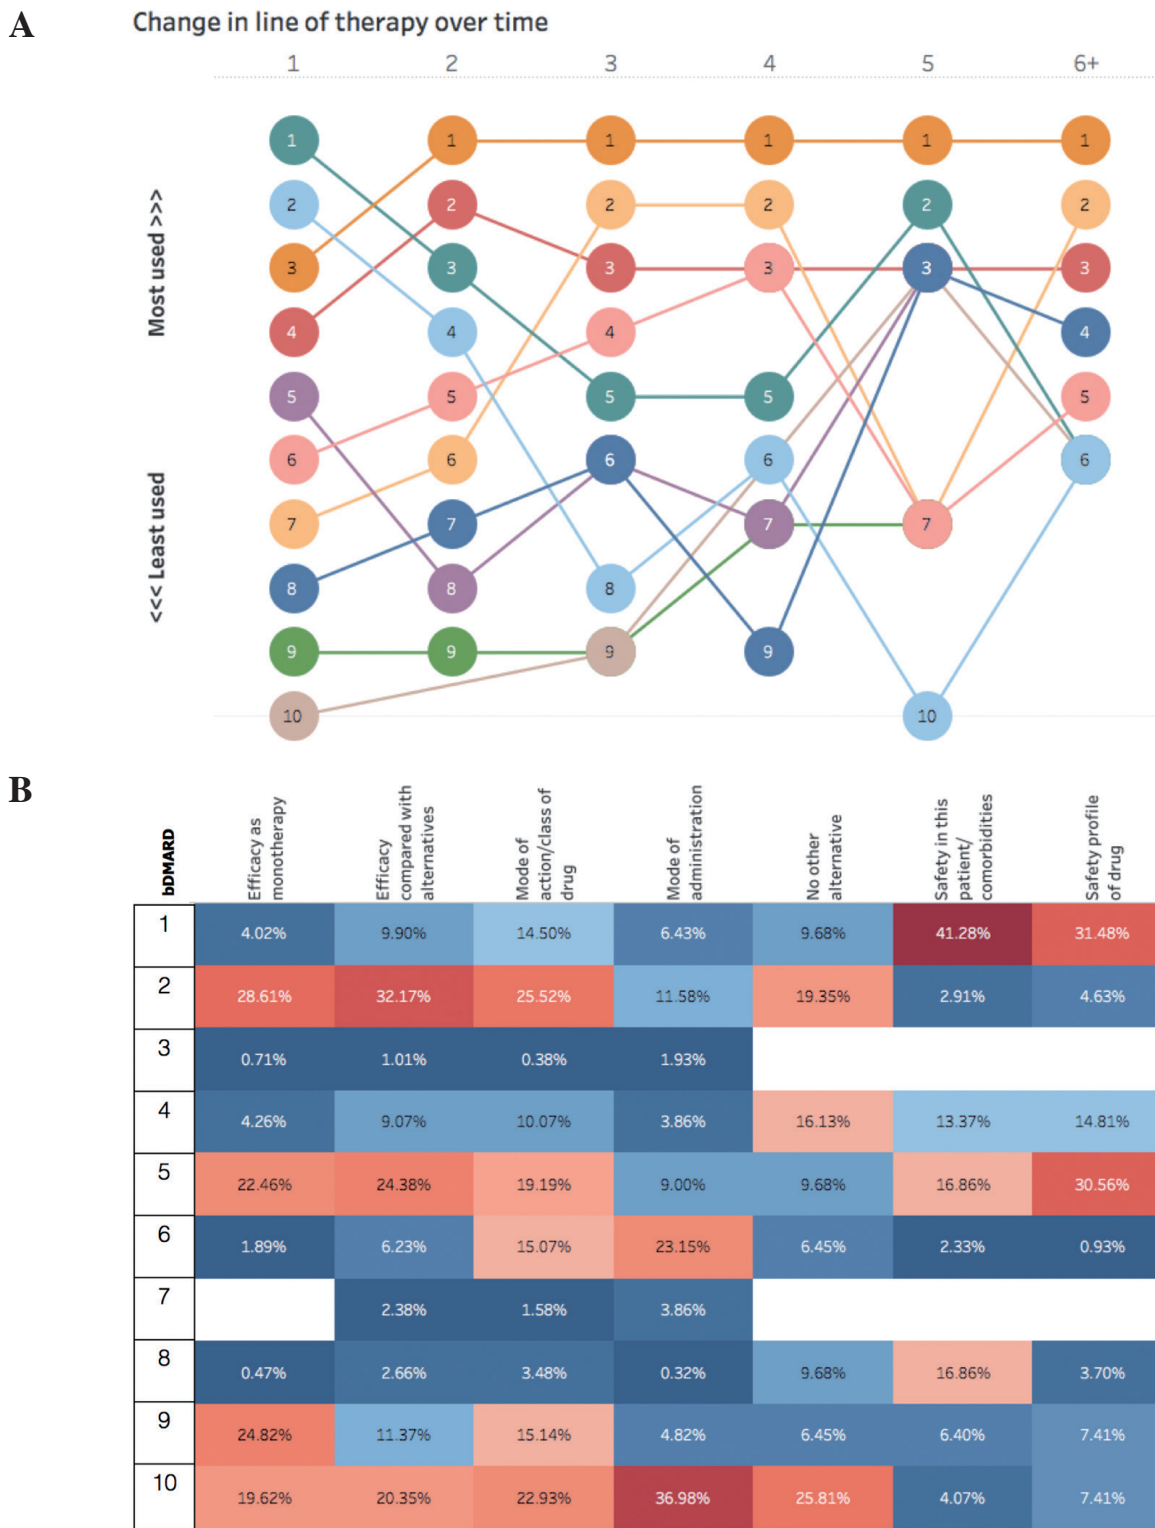 A
Change in line of therapy over time
1 2 3 4 5 6+
1 1 1 1 1 1
2 2 2 2 2 2
3 3 3 3 3 3
4 4 4 4
5 5 5 5 5
6 6 6 6 6
7 7 7 7
8 8 8
9 9 9 9
10 10
Most used >>>
<<< Least used
B
bDMARD
Efficacy as
monotherapy
Efficacy
compared with
alternatives
Mode of
action/class of
drug
Mode of
administration
No other
alternative
Safety in this
patient/
comorbidities
Safety profile
of drug
1 4.02% 9.90% 14.50% 6.43% 9.68% 41.28% 31.48%
2 28.61% 32.17% 25.52% 11.58% 19.35% 2.91% 4.63%
3 0.71% 1.01% 0.38% 1.93%
4 4.26% 9.07% 10.07% 3.86% 16.13% 13.37% 14.81%
5 22.46% 24.38% 19.19% 9.00% 9.68% 16.86% 30.56%
6 1.89% 6.23% 15.07% 23.15% 6.45% 2.33% 0.93%
7 2.38% 1.58% 3.86%
8 0.47% 2.66% 3.48% 0.32% 9.68% 16.86% 3.70%
9 24.82% 11.37% 15.14% 4.82% 6.45% 6.40% 7.41%
10 19.62% 20.35% 22.93% 36.98% 25.81% 4.07% 7.41%